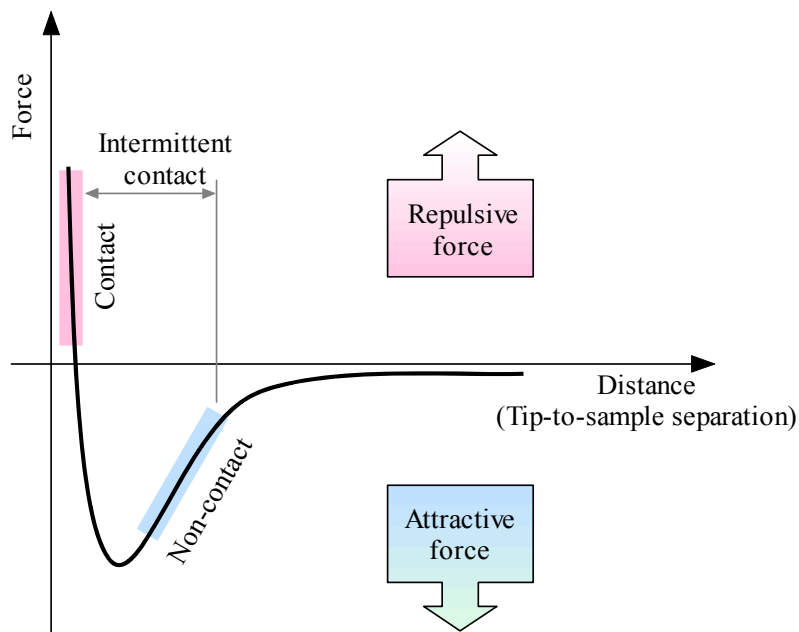 Force
Intermittent
contact
Contact
Repulsive
force
Distance
(Tip-to-sample separation)
Non-contact
Attractive
force